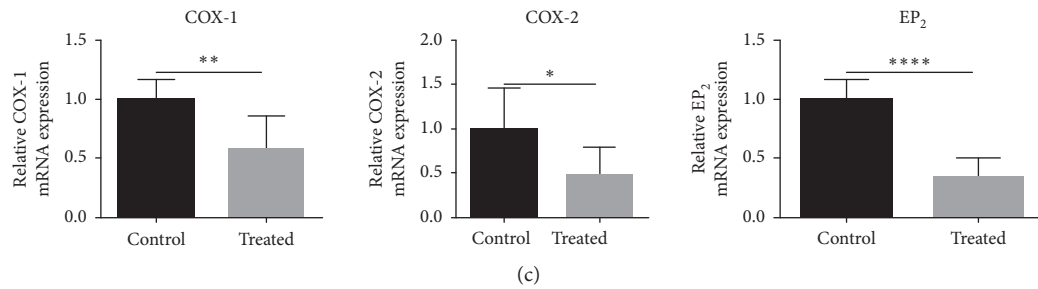 COX-1
Relative COX-1
mRNA expression
1.5
1.0
0.5
0.0
**
Control Treated
COX-2
Relative COX-2
mRNA expression
2.0
1.5
1.0
0.5
0.0
*
Control Treated
EP₂
Relative EP₂
mRNA expression
1.5
1.0
0.5
0.0
****
Control Treated
(c)